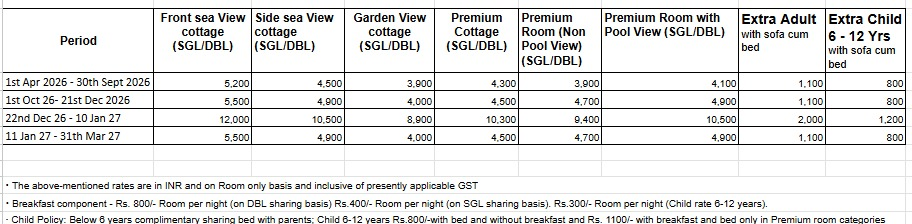 Period | Front sea View cottage (SGL/DBL) | Side sea View cottage (SGL/DBL) | Garden View cottage (SGL/DBL) | Premium Cottage (SGL/DBL) | Premium Room (Non Pool View) (SGL/DBL) | Premium Room with Pool View (SGL/DBL) | Extra Adult with sofa cum bed | Extra Child 6 - 12 Yrs with sofa cum bed
1st Apr 2026 - 30th Sept 2026 | 5,200 | 4,500 | 3,900 | 4,300 | 3,900 | 4,100 | 1,100 | 800
1st Oct 26- 21st Dec 2026 | 5,500 | 4,900 | 4,000 | 4,500 | 4,700 | 4,900 | 1,100 | 800
22nd Dec 26 - 10 Jan 27 | 12,000 | 10,500 | 8,900 | 10,300 | 9,400 | 10,500 | 2,000 | 1,200
11 Jan 27 - 31th Mar 27 | 5,500 | 4,900 | 4,000 | 4,500 | 4,700 | 4,900 | 1,100 | 800
• The above-mentioned rates are in INR and on Room only basis and inclusive of presently applicable GST
• Breakfast component - Rs. 800/- Room per night (on DBL sharing basis) Rs.400/- Room per night (on SGL sharing basis). Rs.300/- Room per night (Child rate 6-12 years).
• Child Policy: Below 6 years complimentary sharing bed with parents; Child 6-12 years Rs.800/-with bed and without breakfast and Rs. 1100/- with breakfast and bed only in Premium room categories